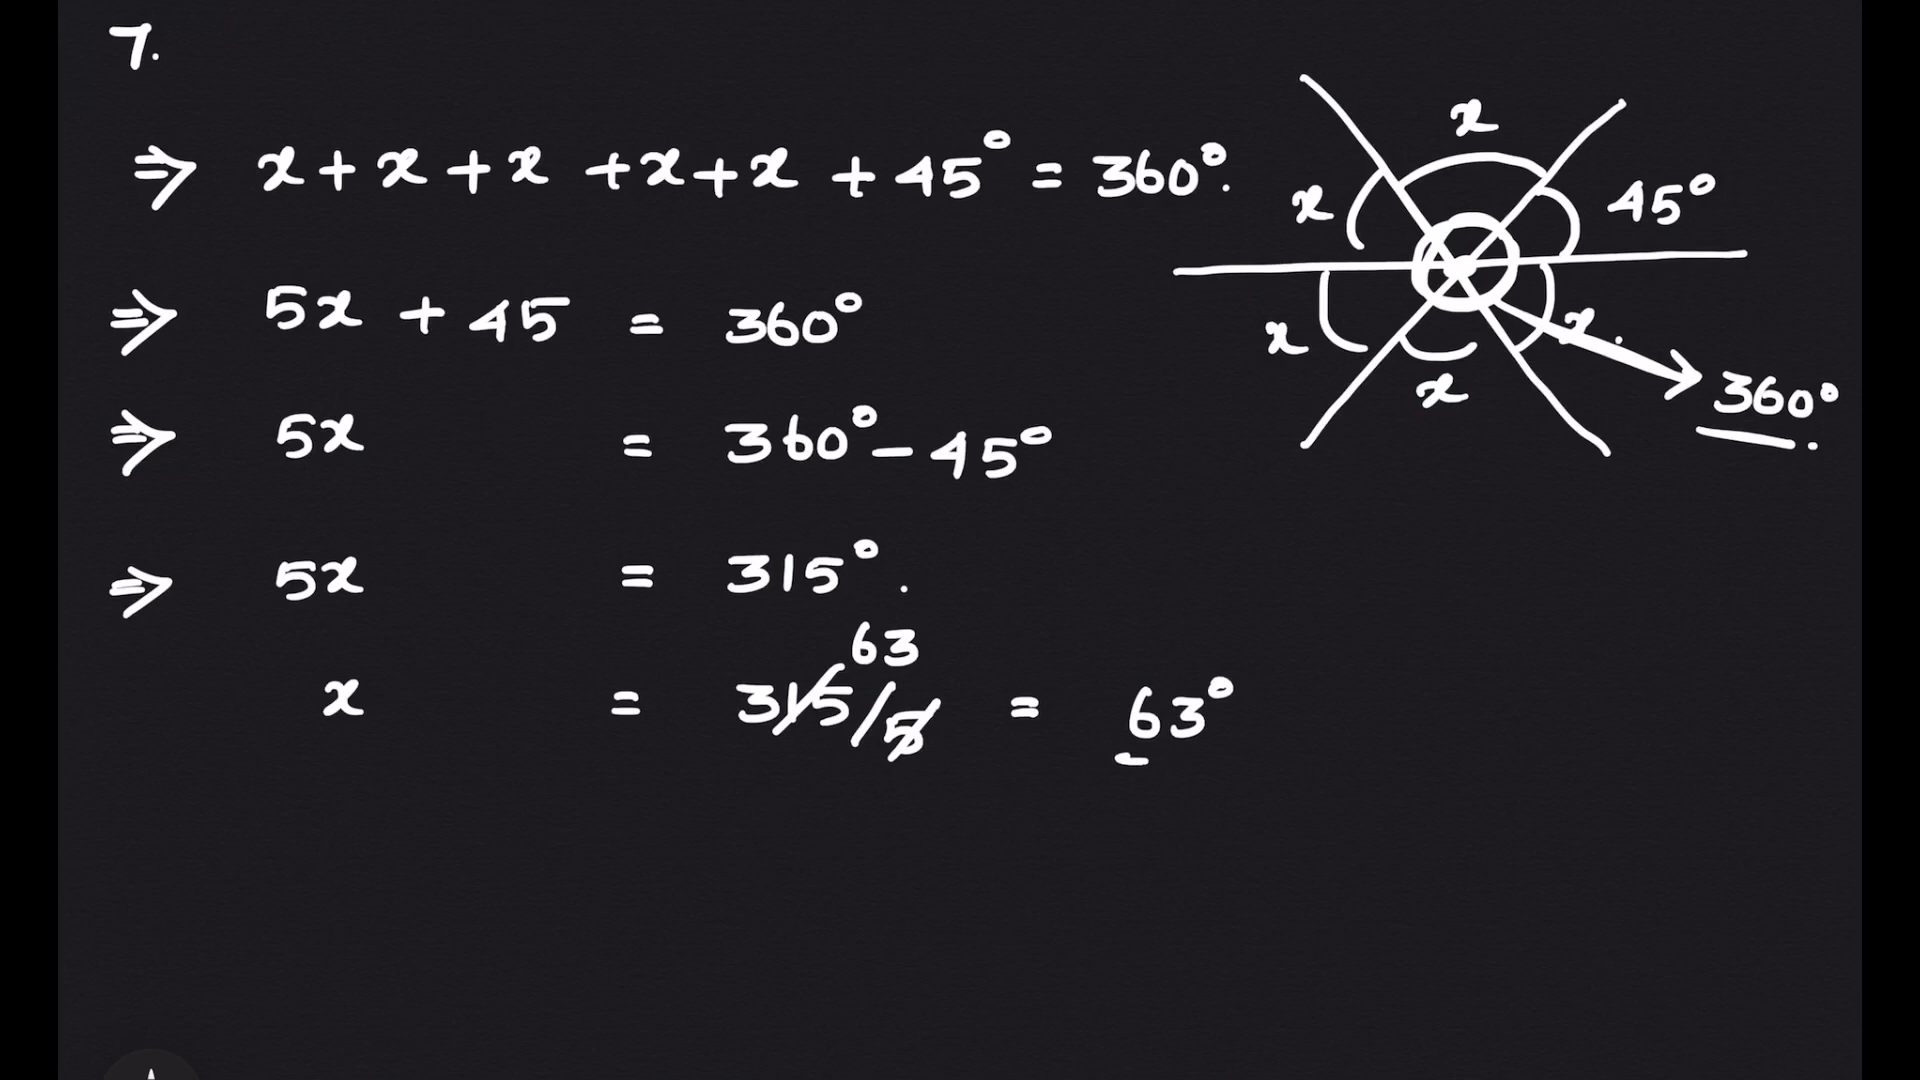 7.
⇒ x + x + x + x + x + 45° = 360°.
⇒ 5x + 45 = 360°
⇒ 5x = 360° - 45°
⇒ 5x = 315°.
63
x = 315/5 = 63°
x
x
45°
x
x.
x
360°.